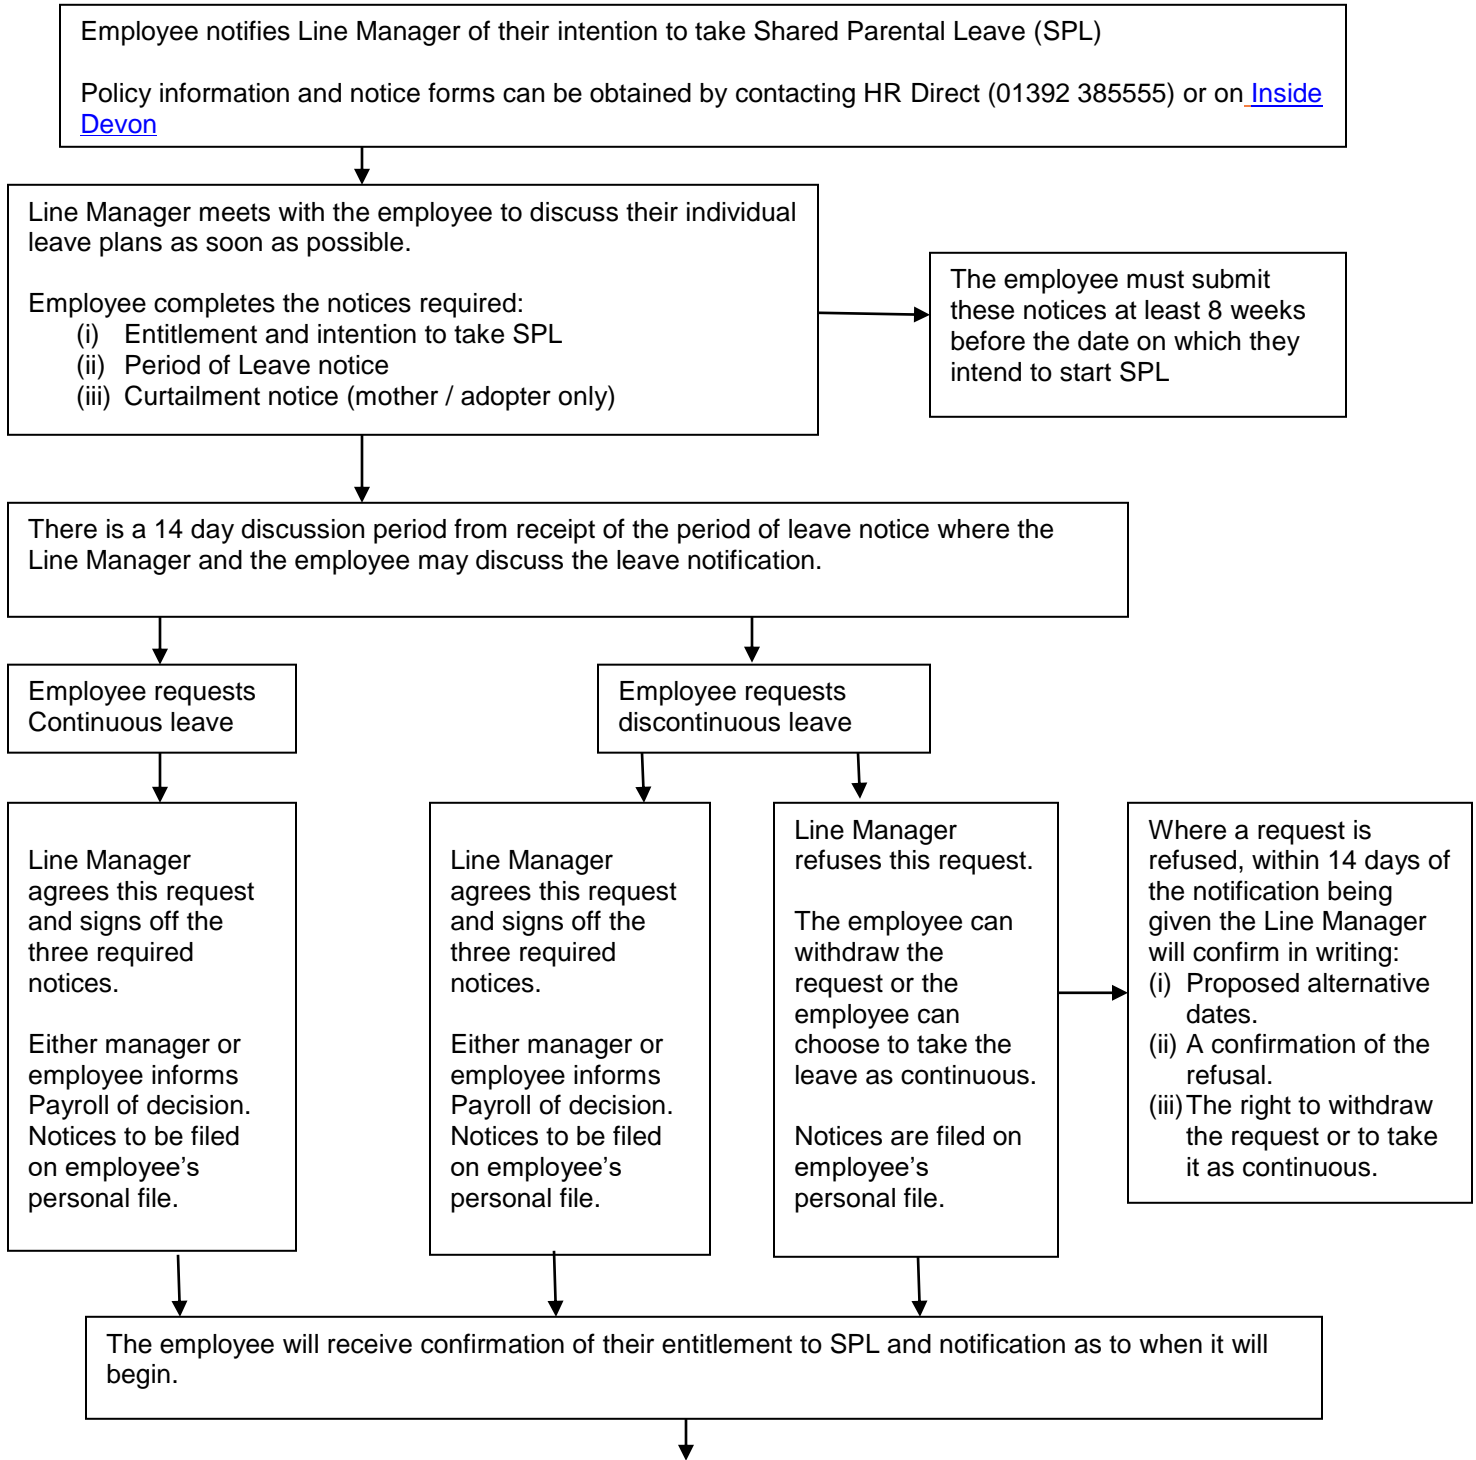 Employee notifies Line Manager of their intention to take Shared Parental Leave (SPL)
Policy information and notice forms can be obtained by contacting HR Direct (01392 385555) or on Inside
Devon
Line Manager meets with the employee to discuss their individual
leave plans as soon as possible.
Employee completes the notices required:
(i) Entitlement and intention to take SPL
(ii) Period of Leave notice
(iii) Curtailment notice (mother / adopter only)
The employee must submit
these notices at least 8 weeks
before the date on which they
intend to start SPL
There is a 14 day discussion period from receipt of the period of leave notice where the
Line Manager and the employee may discuss the leave notification.
Employee requests
Continuous leave
Employee requests
discontinuous leave
Line Manager
agrees this request
and signs off the
three required
notices.
Either manager or
employee informs
Payroll of decision.
Notices to be filed
on employee’s
personal file.
Line Manager
agrees this request
and signs off the
three required
notices.
Either manager or
employee informs
Payroll of decision.
Notices to be filed
on employee’s
personal file.
Line Manager
refuses this request.
The employee can
withdraw the
request or the
employee can
choose to take the
leave as continuous.
Notices are filed on
employee’s
personal file.
Where a request is
refused, within 14 days of
the notification being
given the Line Manager
will confirm in writing:
(i) Proposed alternative
dates.
(ii) A confirmation of the
refusal.
(iii) The right to withdraw
the request or to take
it as continuous.
The employee will receive confirmation of their entitlement to SPL and notification as to when it will
begin.